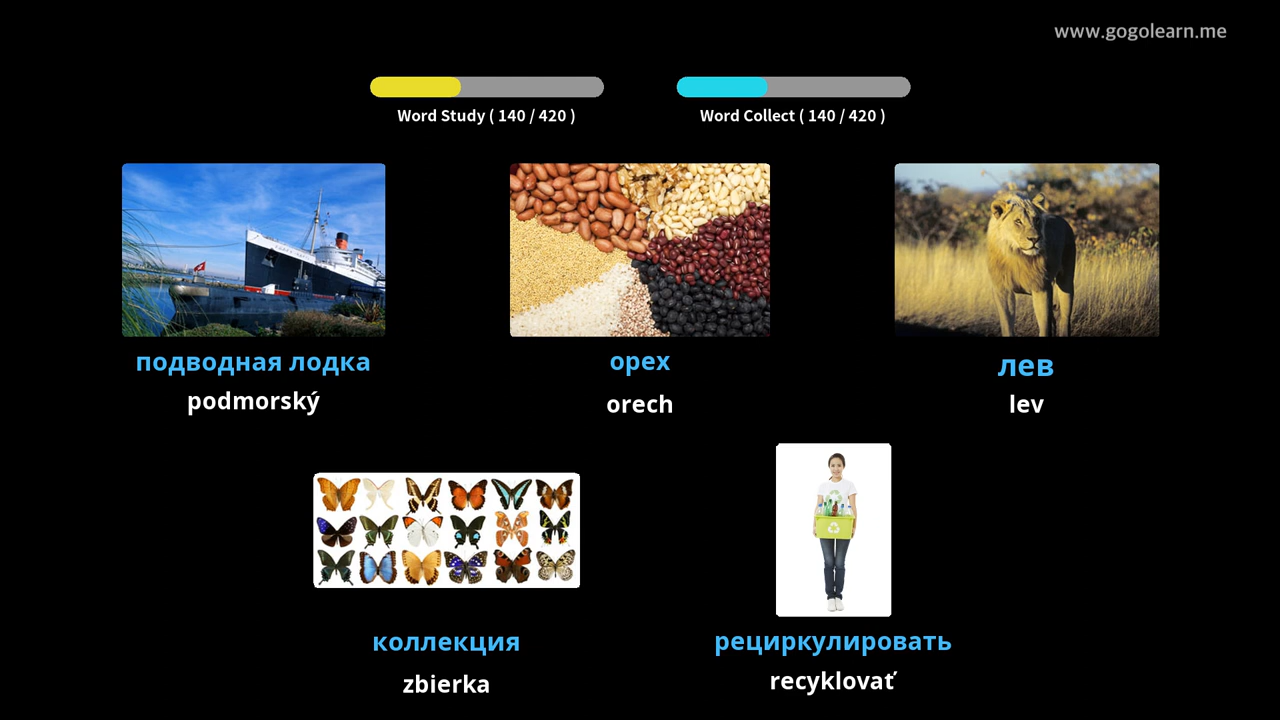 www.gogolearn.me
Word Study ( 140 / 420 )
Word Collect ( 140 / 420 )
подводная лодка
podmorský
орех
orech
лев
lev
коллекция
zbierka
рециркулировать
recyklovať